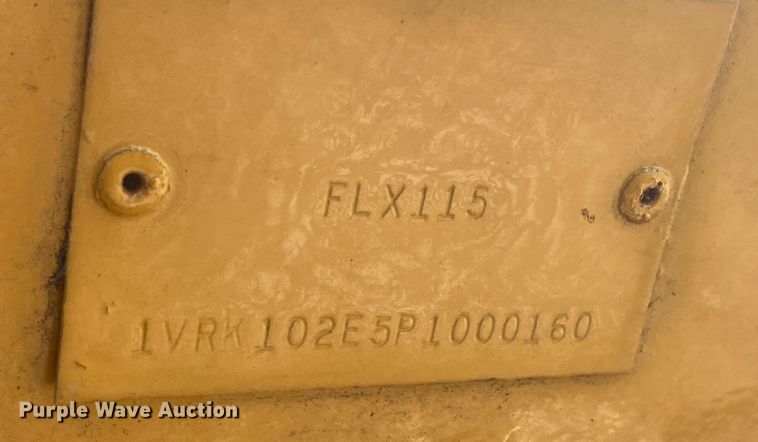 FLX115
1VRK102E5P1000160
Purple Wave Auction